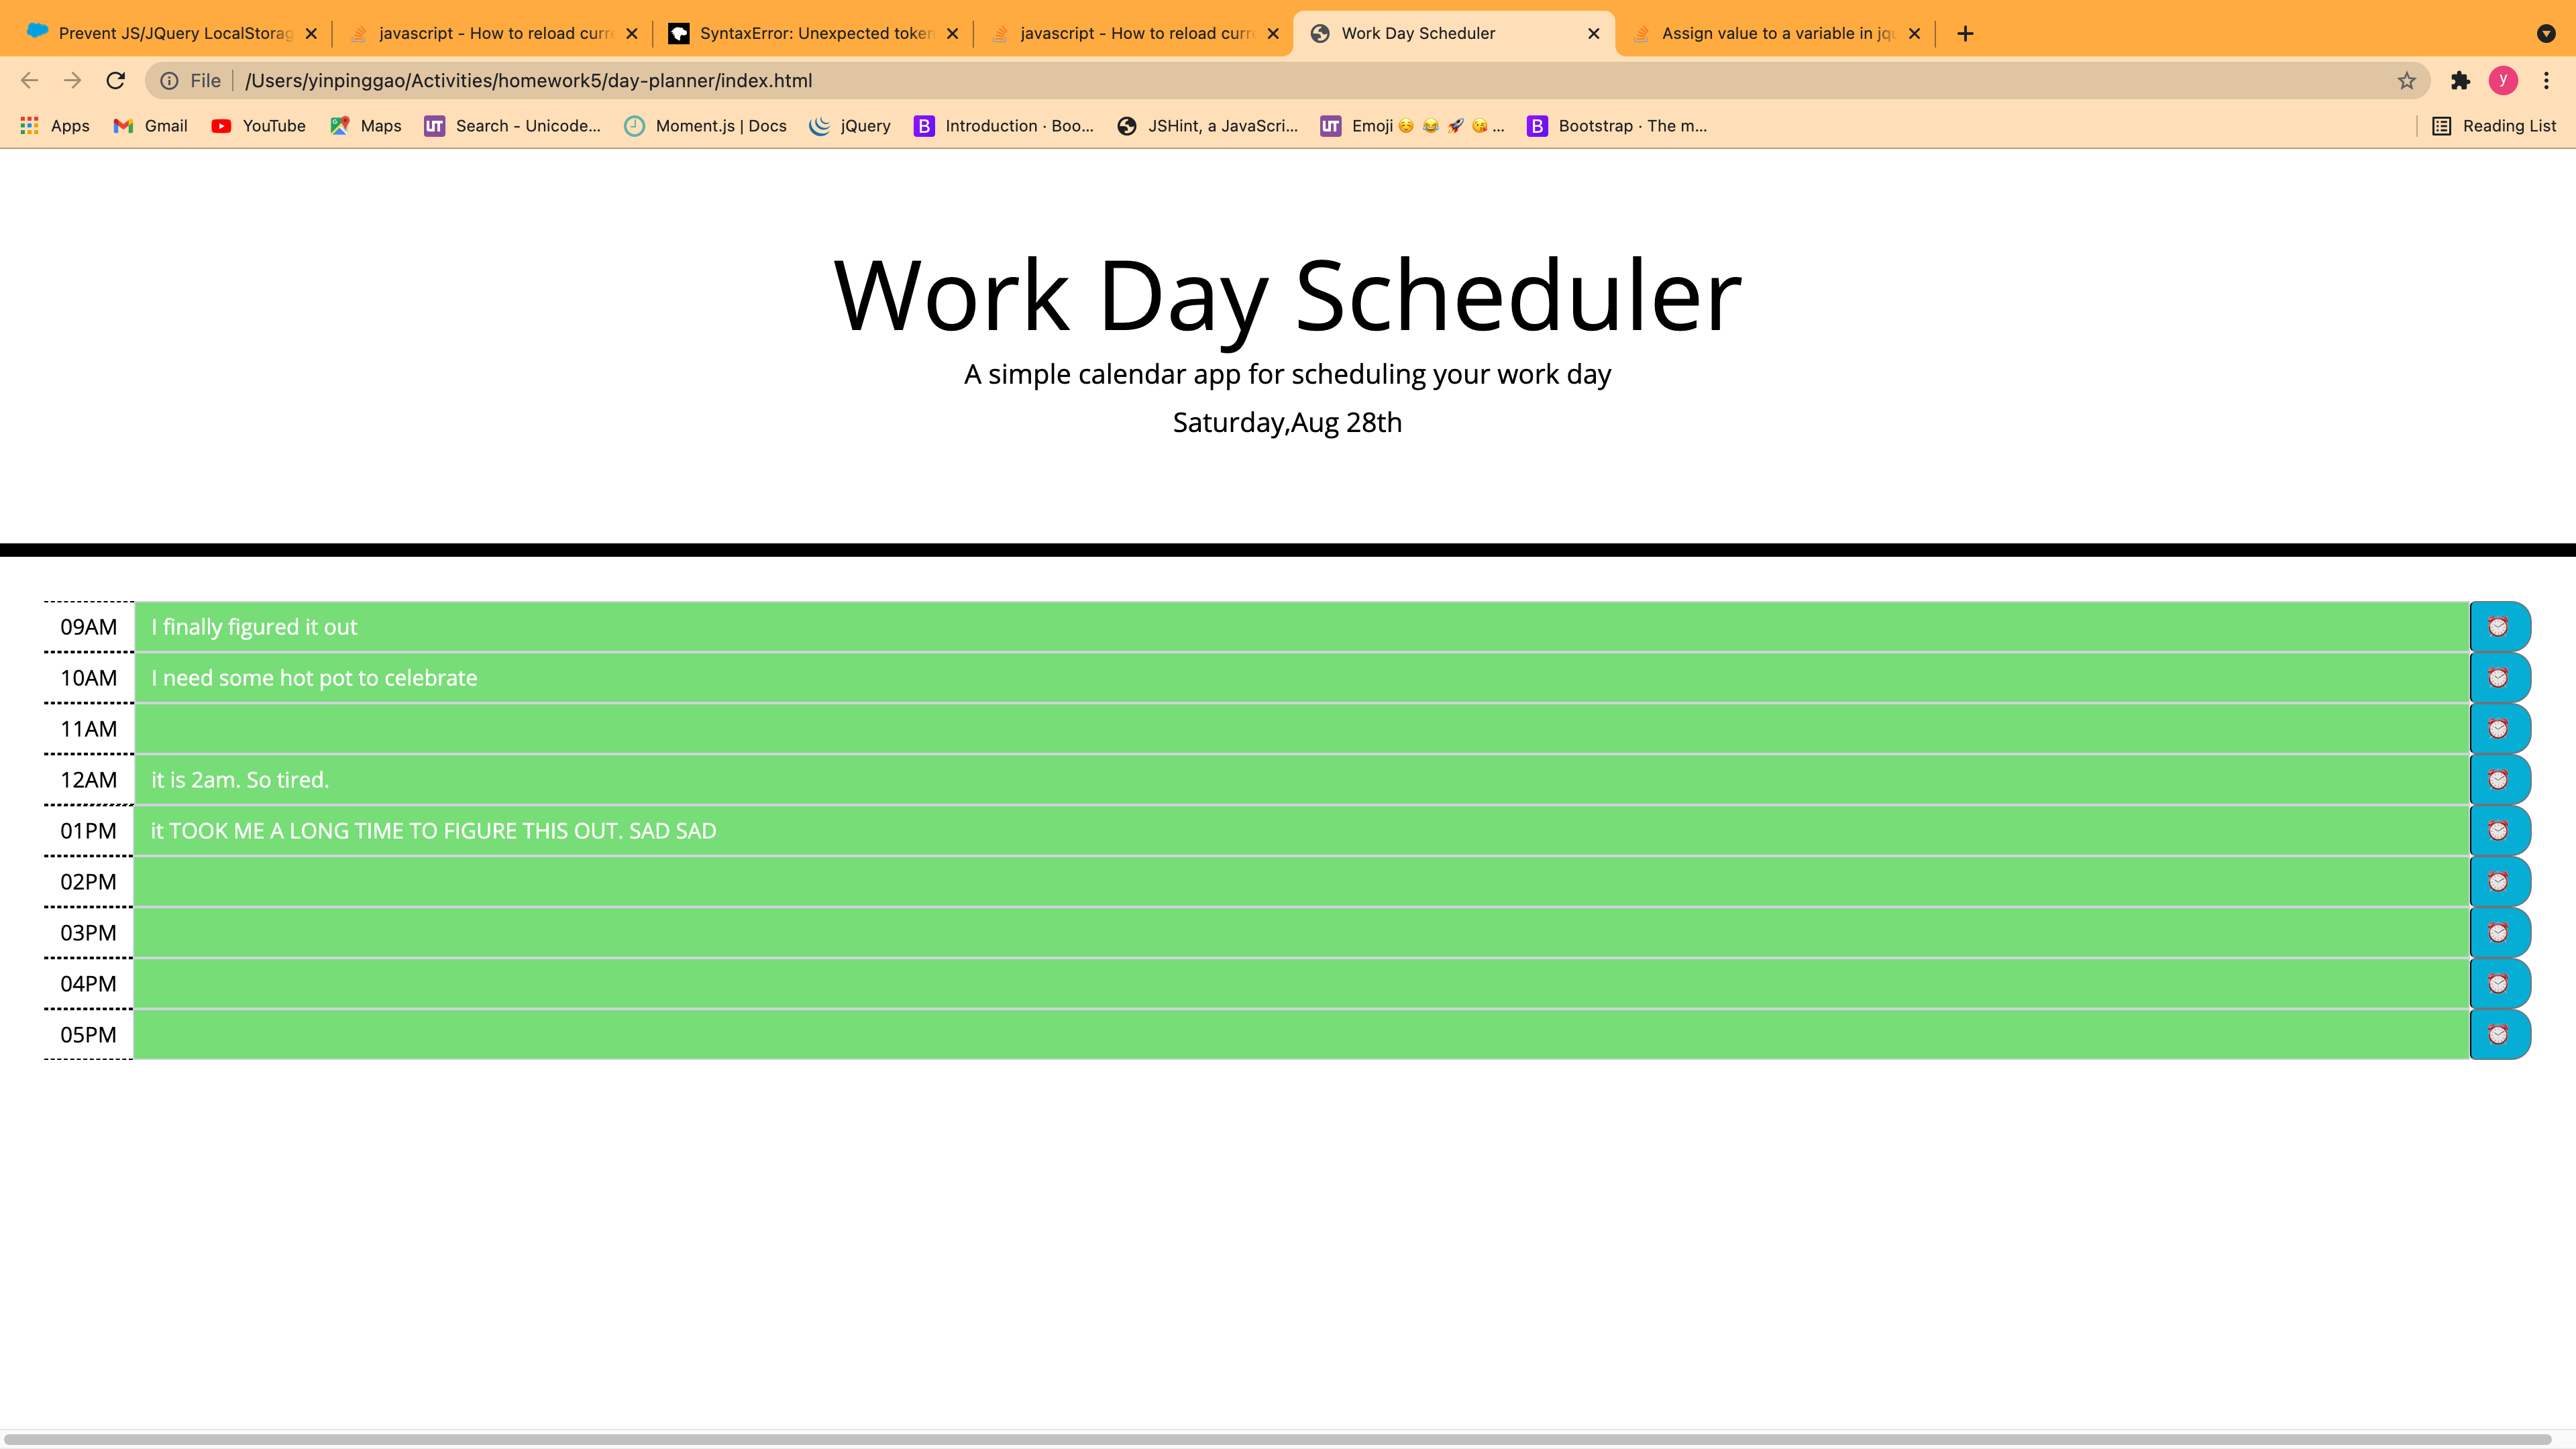 Prevent JS/JQuery LocalStorag
javascript - How to reload curre
SyntaxError: Unexpected token
javascript - How to reload curre
Work Day Scheduler
Assign value to a variable in jqu
File
/Users/yinpinggao/Activities/homework5/day-planner/index.html
y
Apps
Gmail
YouTube
Maps
UT
Search - Unicode...
Moment.js | Docs
jQuery
B
Introduction · Boo...
JSHint, a JavaScri...
UT
Emoji ☺️ 😂 🚀 😘 ...
B
Bootstrap · The m...
Reading List
Work Day Scheduler
A simple calendar app for scheduling your work day
Saturday,Aug 28th
09AM I finally figured it out
10AM I need some hot pot to celebrate
11AM
12AM it is 2am. So tired.
01PM it TOOK ME A LONG TIME TO FIGURE THIS OUT. SAD SAD
02PM
03PM
04PM
05PM